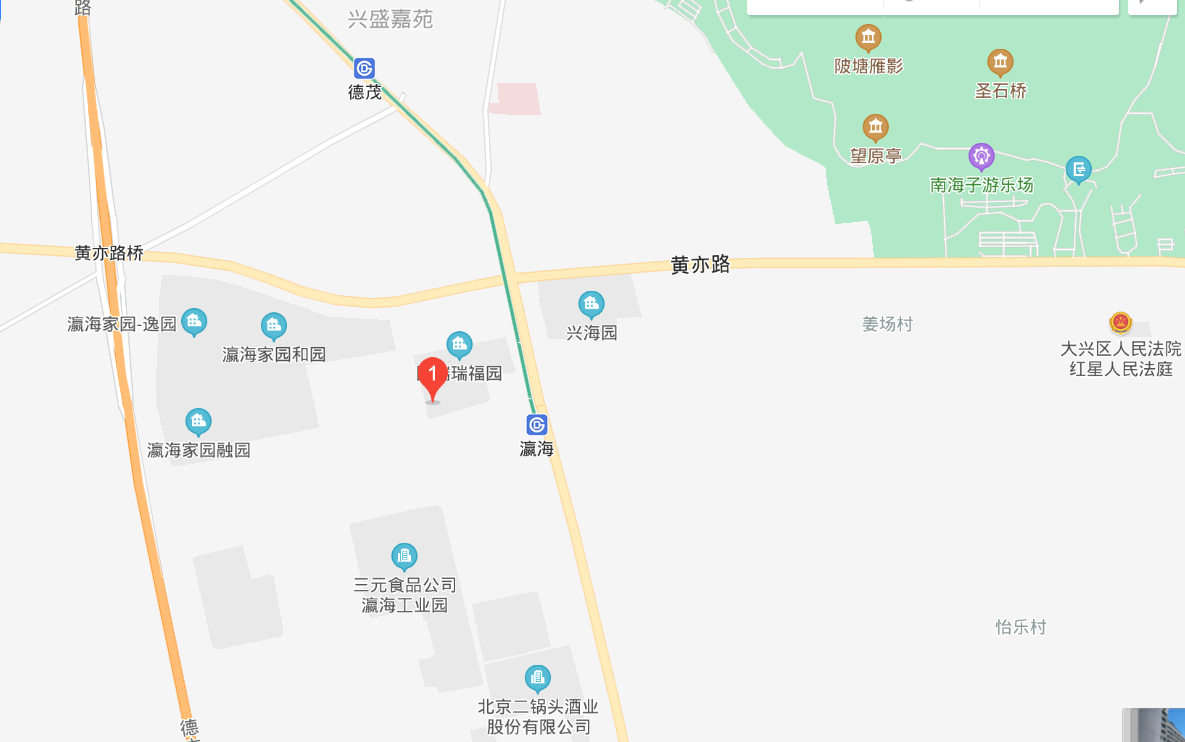 路
兴盛嘉苑
德茂
陂塘雁影
圣石桥
望原亭
南海子游乐场
黄亦路桥
黄亦路
瀛海家园-逸园
瀛海家园和园
兴海园
姜场村
大兴区人民法院
红星人民法庭
1
瑞福园
瀛海家园融园
瀛海
三元食品公司
瀛海工业园
怡乐村
北京二锅头酒业
股份有限公司
德